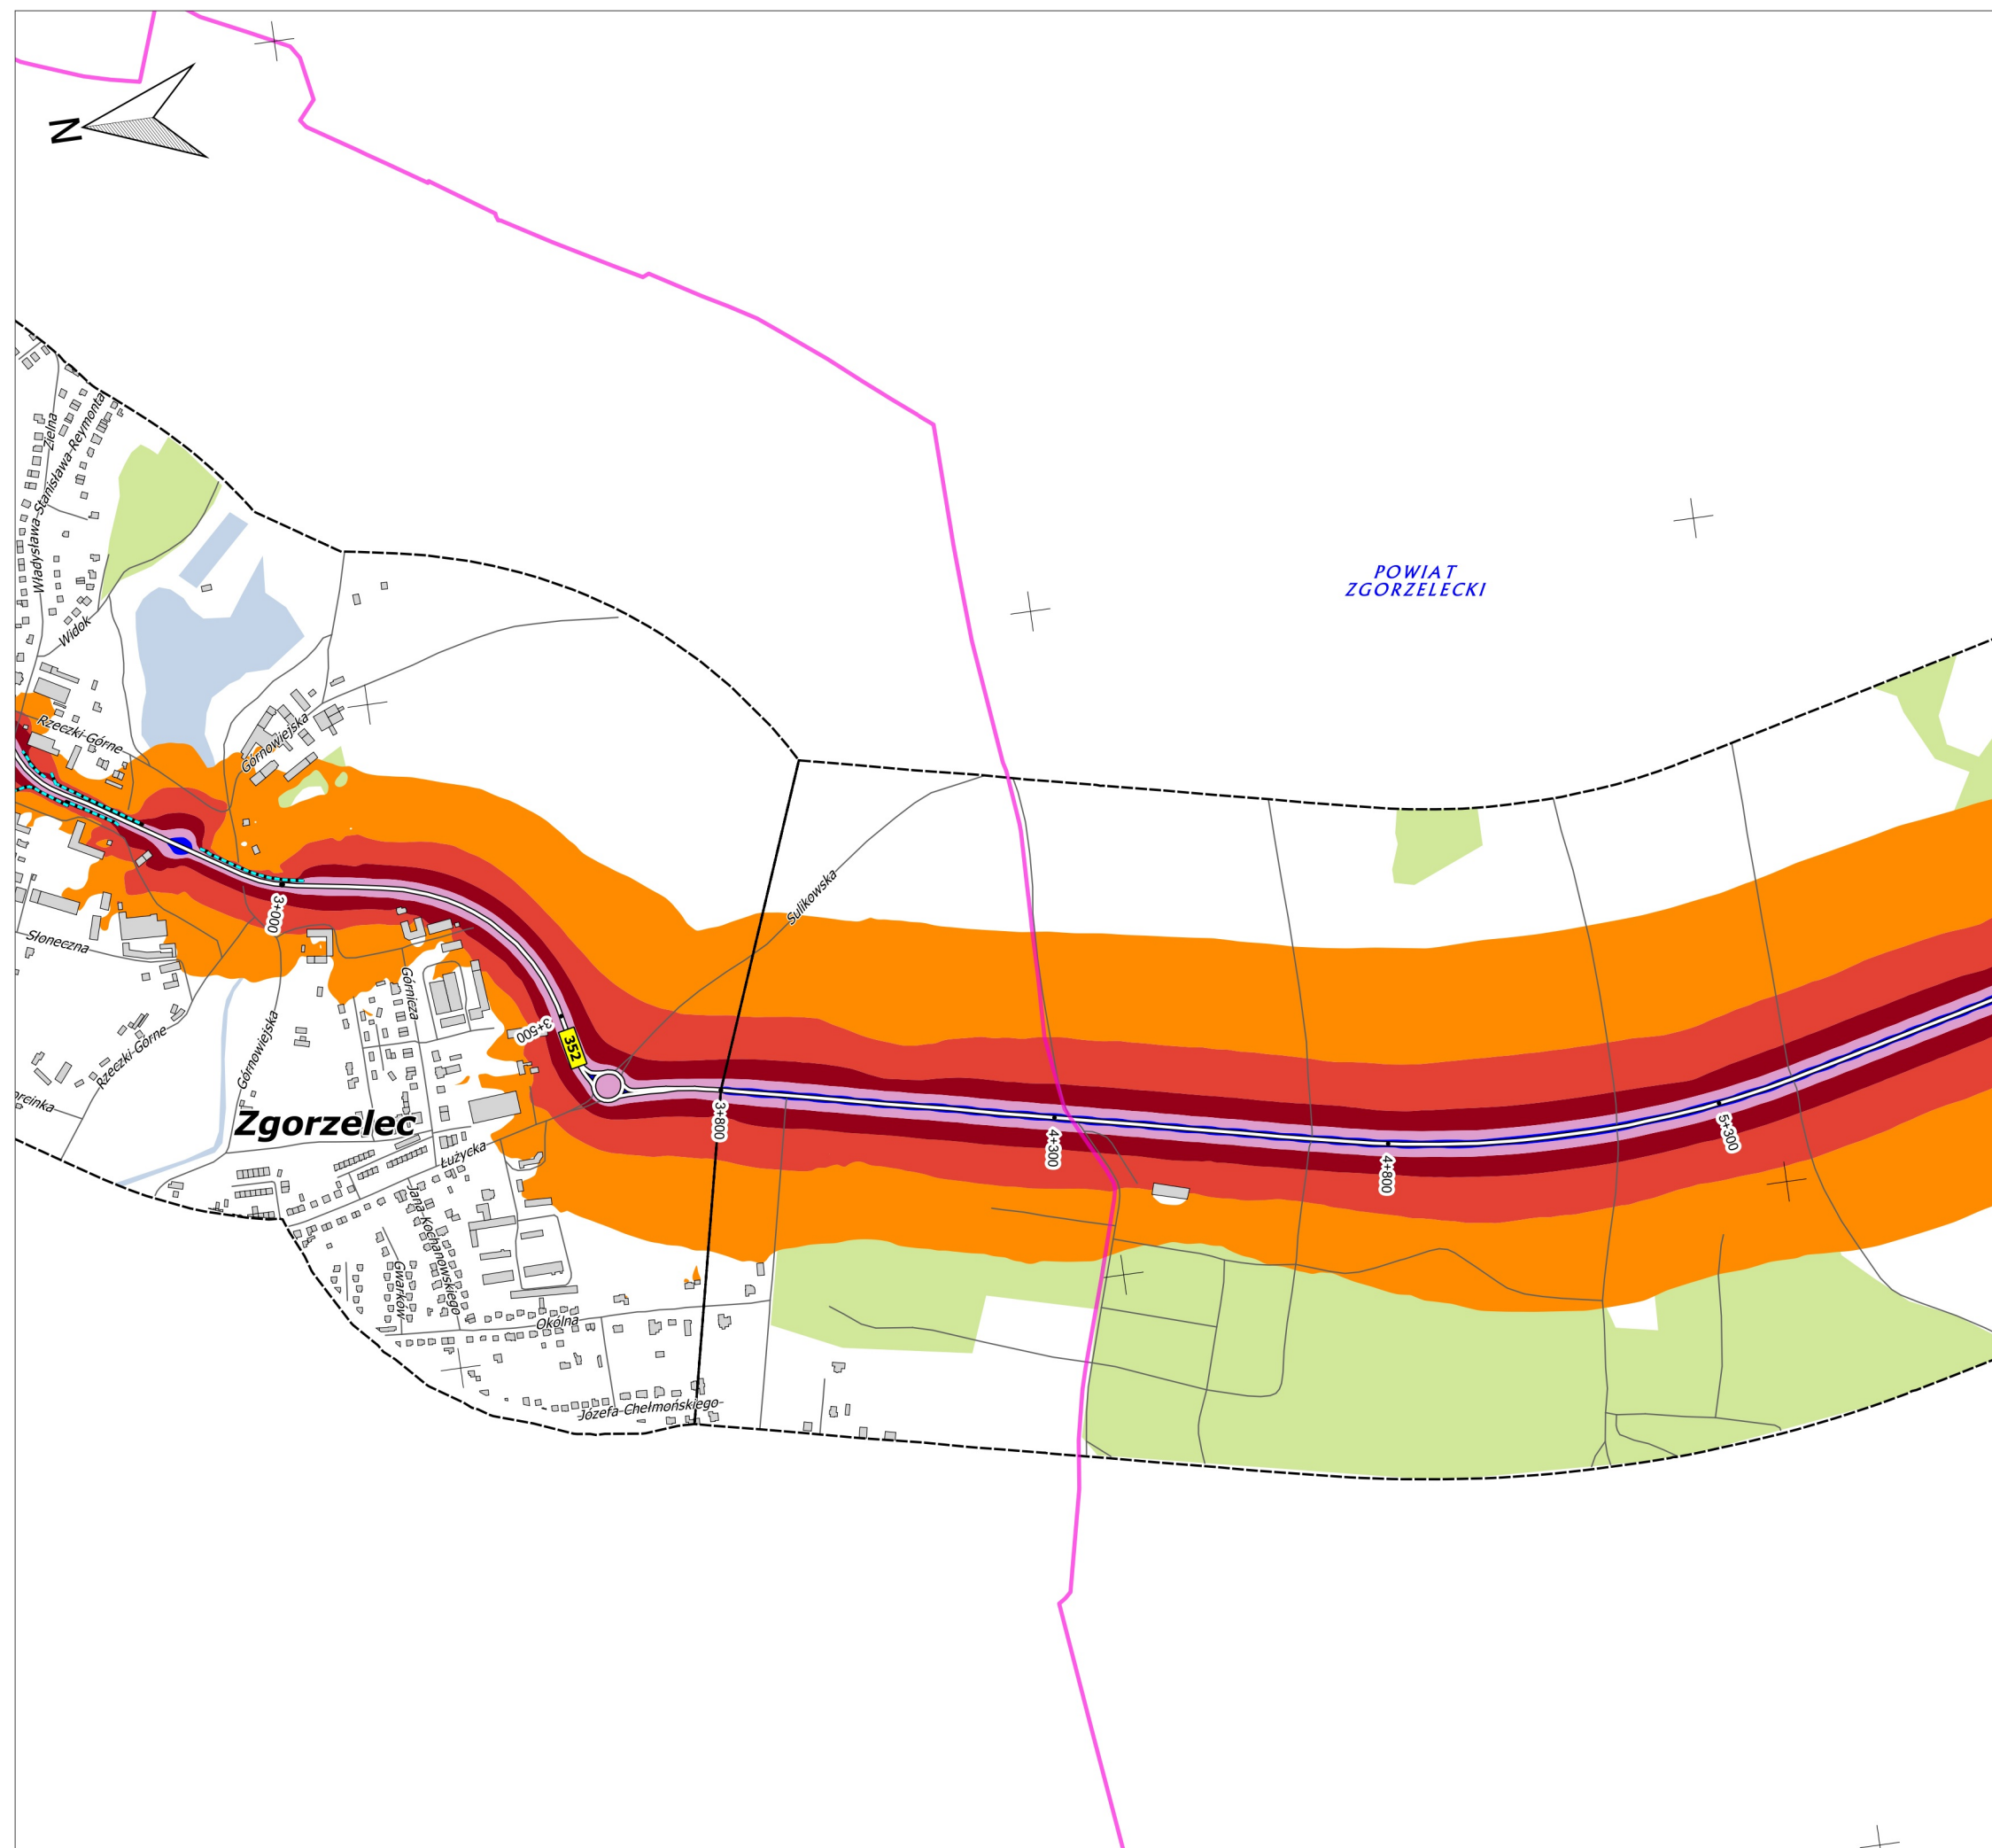 N
POWIAT
ZGORZELECKI
Zielna
Władysława Stanisława Reymonta
Widok
Rzeczki Górne
Górnowiejska
Sulikowska
3+000
Słoneczna
Górnicza
3+500
352
Rzeczki Górne
Górnowiejska
Zgorzelec
3+800
4+300
4+800
5+300
Łużycka
Jana Kochanowskiego
Gwarków
Okólna
Józefa Chełmońskiego